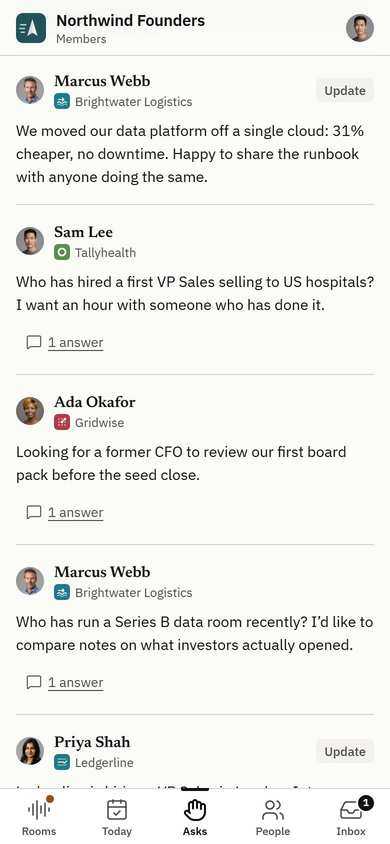 Northwind Founders
Members
Marcus Webb
Brightwater Logistics
Update
We moved our data platform off a single cloud: 31%
cheaper, no downtime. Happy to share the runbook
with anyone doing the same.
Sam Lee
Tallyhealth
Who has hired a first VP Sales selling to US hospitals?
I want an hour with someone who has done it.
1 answer
Ada Okafor
Gridwise
Looking for a former CFO to review our first board
pack before the seed close.
1 answer
Marcus Webb
Brightwater Logistics
Who has run a Series B data room recently? I’d like to
compare notes on what investors actually opened.
1 answer
Priya Shah
Ledgerline
Update
Rooms
Today
Asks
People
1
Inbox